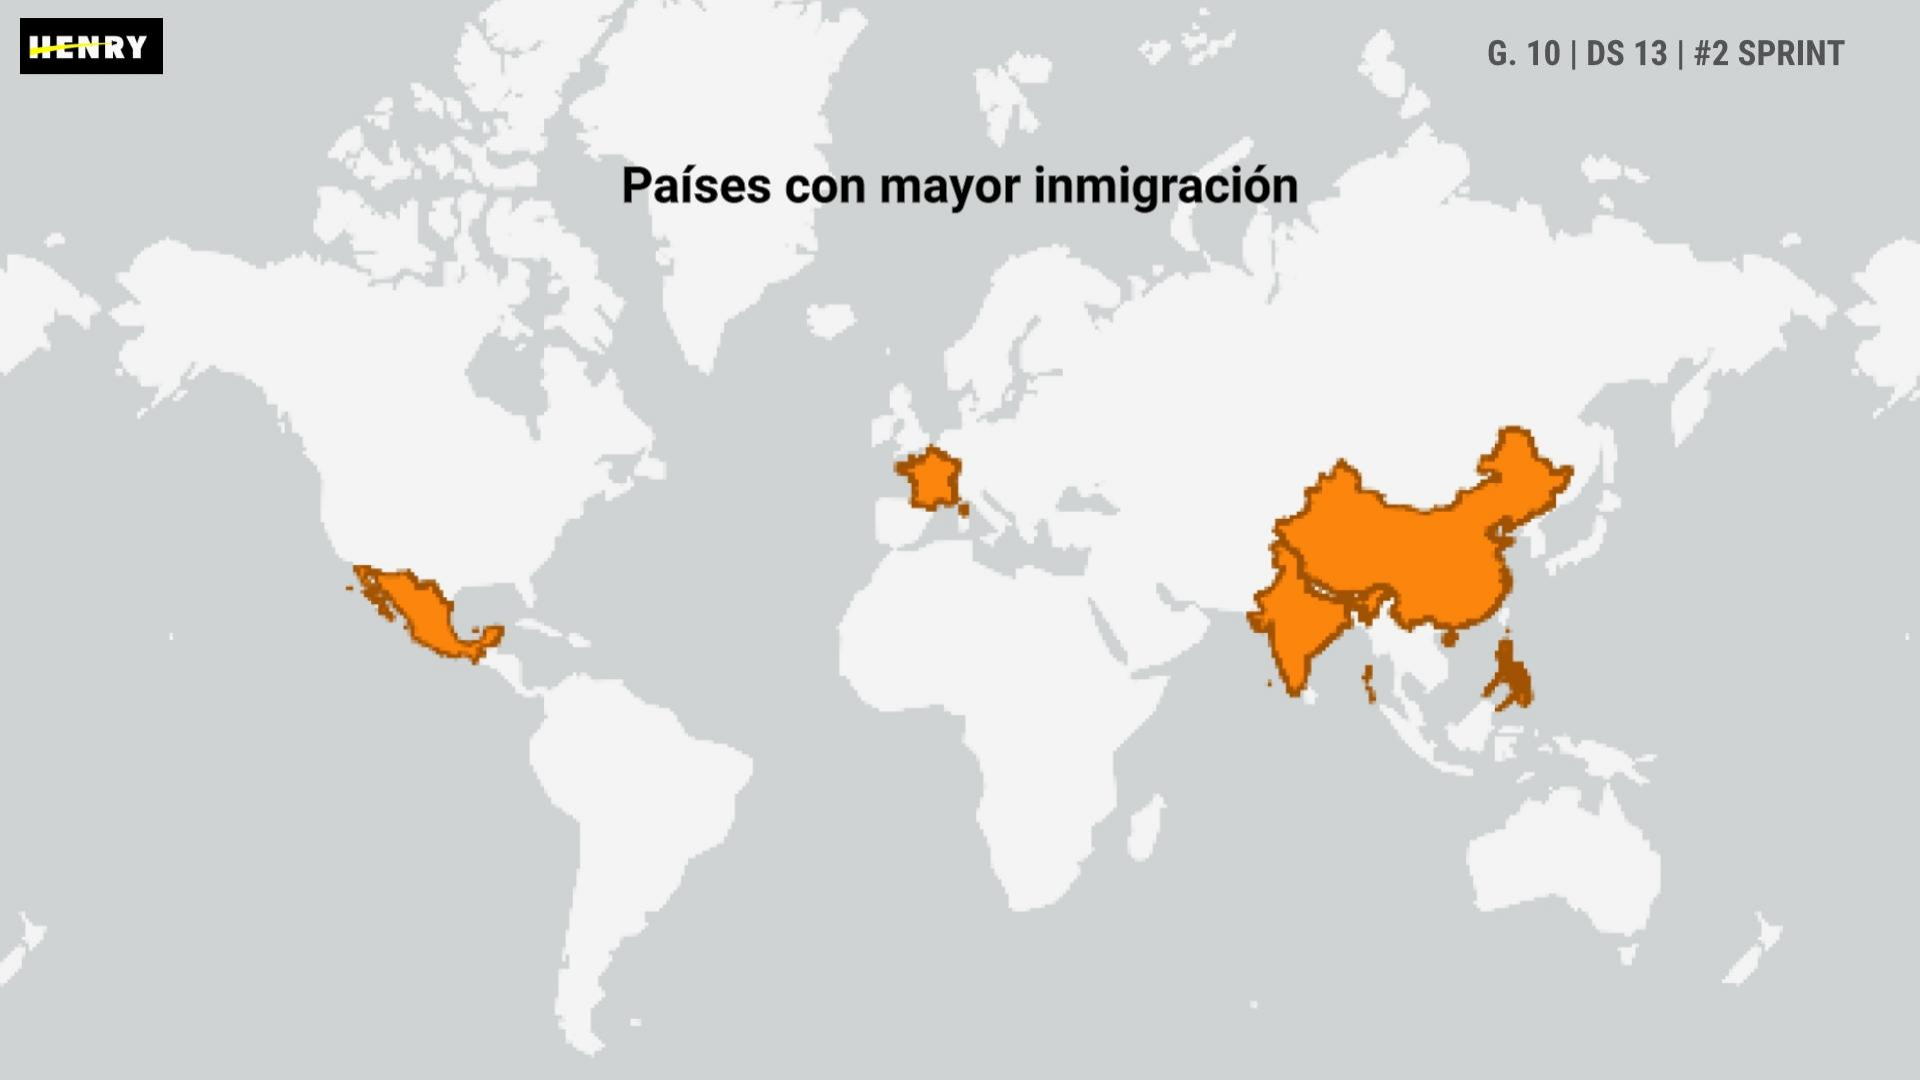 HENRY
G. 10 | DS 13 | #2 SPRINT
Países con mayor inmigración